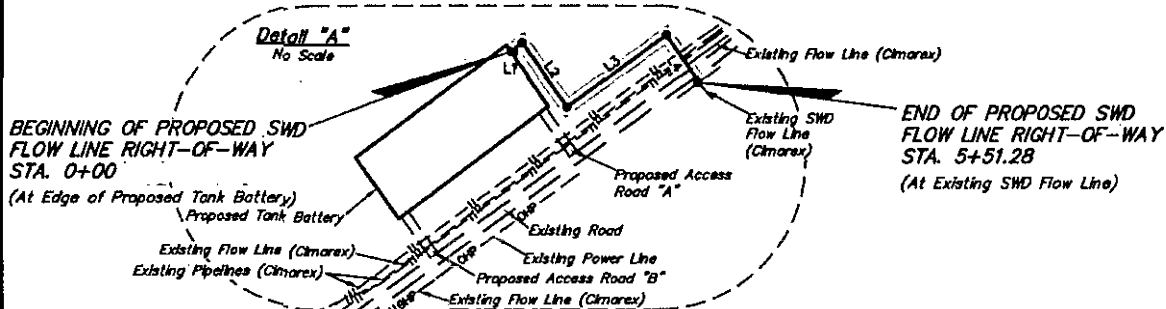 Detail "A"
No Scale
BEGINNING OF PROPOSED SWD
FLOW LINE RIGHT-OF-WAY
STA. 0+00
(At Edge of Proposed Tank Battery)
Proposed Tank Battery
Existing Flow Line (Cimarex)
Existing Pipelines (Cimarex)
L1
L2
L3
L4
Existing Flow Line (Cimarex)
Existing SWD
Flow Line
(Cimarex)
END OF PROPOSED SWD
FLOW LINE RIGHT-OF-WAY
STA. 5+51.28
(At Existing SWD Flow Line)
Proposed Access
Road "A"
Existing Road
Existing Power Line
Proposed Access Road "B"
Existing Flow Line (Cimarex)
OHP
OHP
OHP